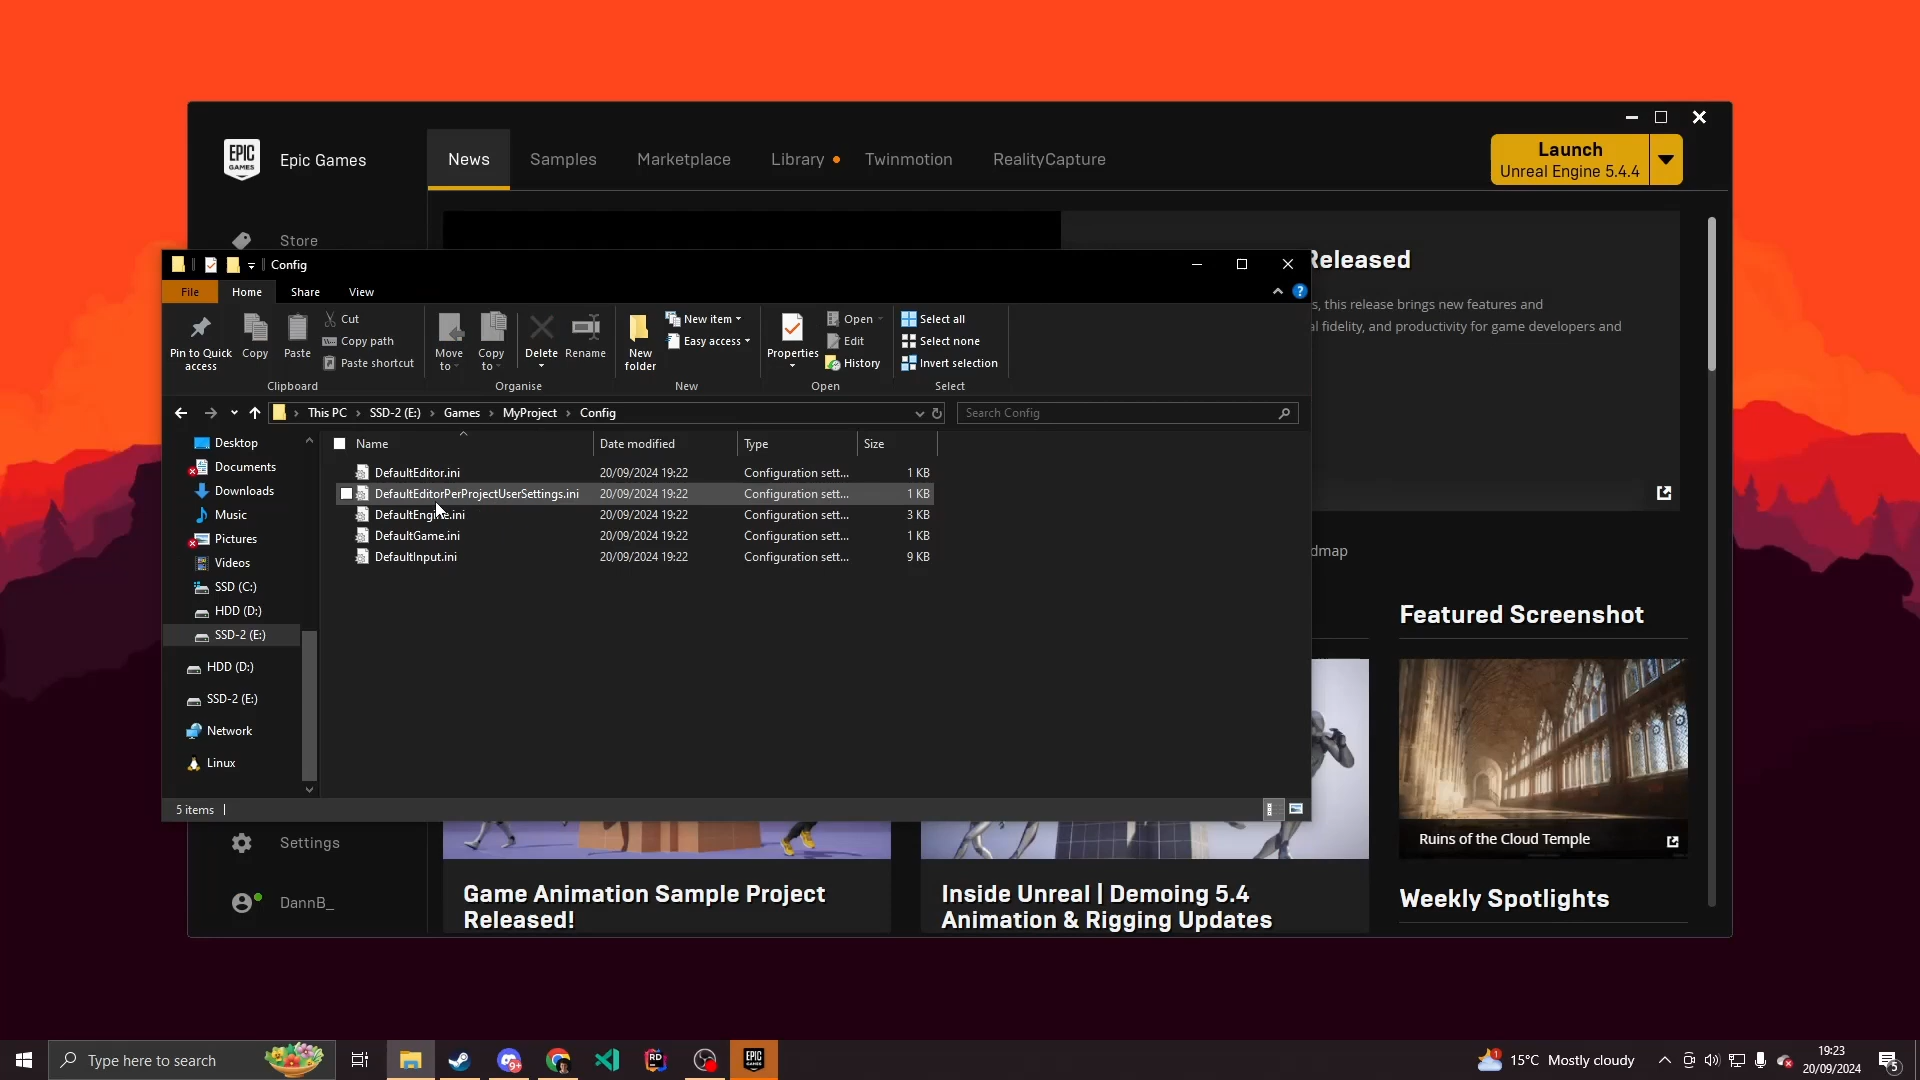 EPIC
GAMES
Epic Games
News
Samples
Marketplace
Library
Twinmotion
RealityCapture
Launch
Unreal Engine 5.4.4
Store
Released
s, this release brings new features and
al fidelity, and productivity for game developers and
Config
File
Home
Share
View
Pin to Quick
access
Copy
Paste
Cut
Copy path
Paste shortcut
Clipboard
Move
to
Copy
to
Delete
Rename
Organise
New
folder
New item
Easy access
New
Properties
Open
Edit
History
Open
Select all
Select none
Invert selection
Select
This PC
SSD-2 (E:)
Games
MyProject
Config
Search Config
Name
Date modified
Type
Size
DefaultEditor.ini 20/09/2024 19:22 Configuration sett... 1 KB
DefaultEditorPerProjectUserSettings.ini 20/09/2024 19:22 Configuration sett... 1 KB
DefaultEngine.ini 20/09/2024 19:22 Configuration sett... 3 KB
DefaultGame.ini 20/09/2024 19:22 Configuration sett... 1 KB
DefaultInput.ini 20/09/2024 19:22 Configuration sett... 9 KB
Desktop
Documents
Downloads
Music
Pictures
Videos
SSD (C:)
HDD (D:)
SSD-2 (E:)
HDD (D:)
SSD-2 (E:)
Network
Linux
5 items
dmap
Featured Screenshot
Ruins of the Cloud Temple
Settings
DannB_
Game Animation Sample Project
Released!
Inside Unreal | Demoing 5.4
Animation & Rigging Updates
Weekly Spotlights
Type here to search
9+
RD
EPIC
GAMES
1
15°C Mostly cloudy
19:23
20/09/2024
5